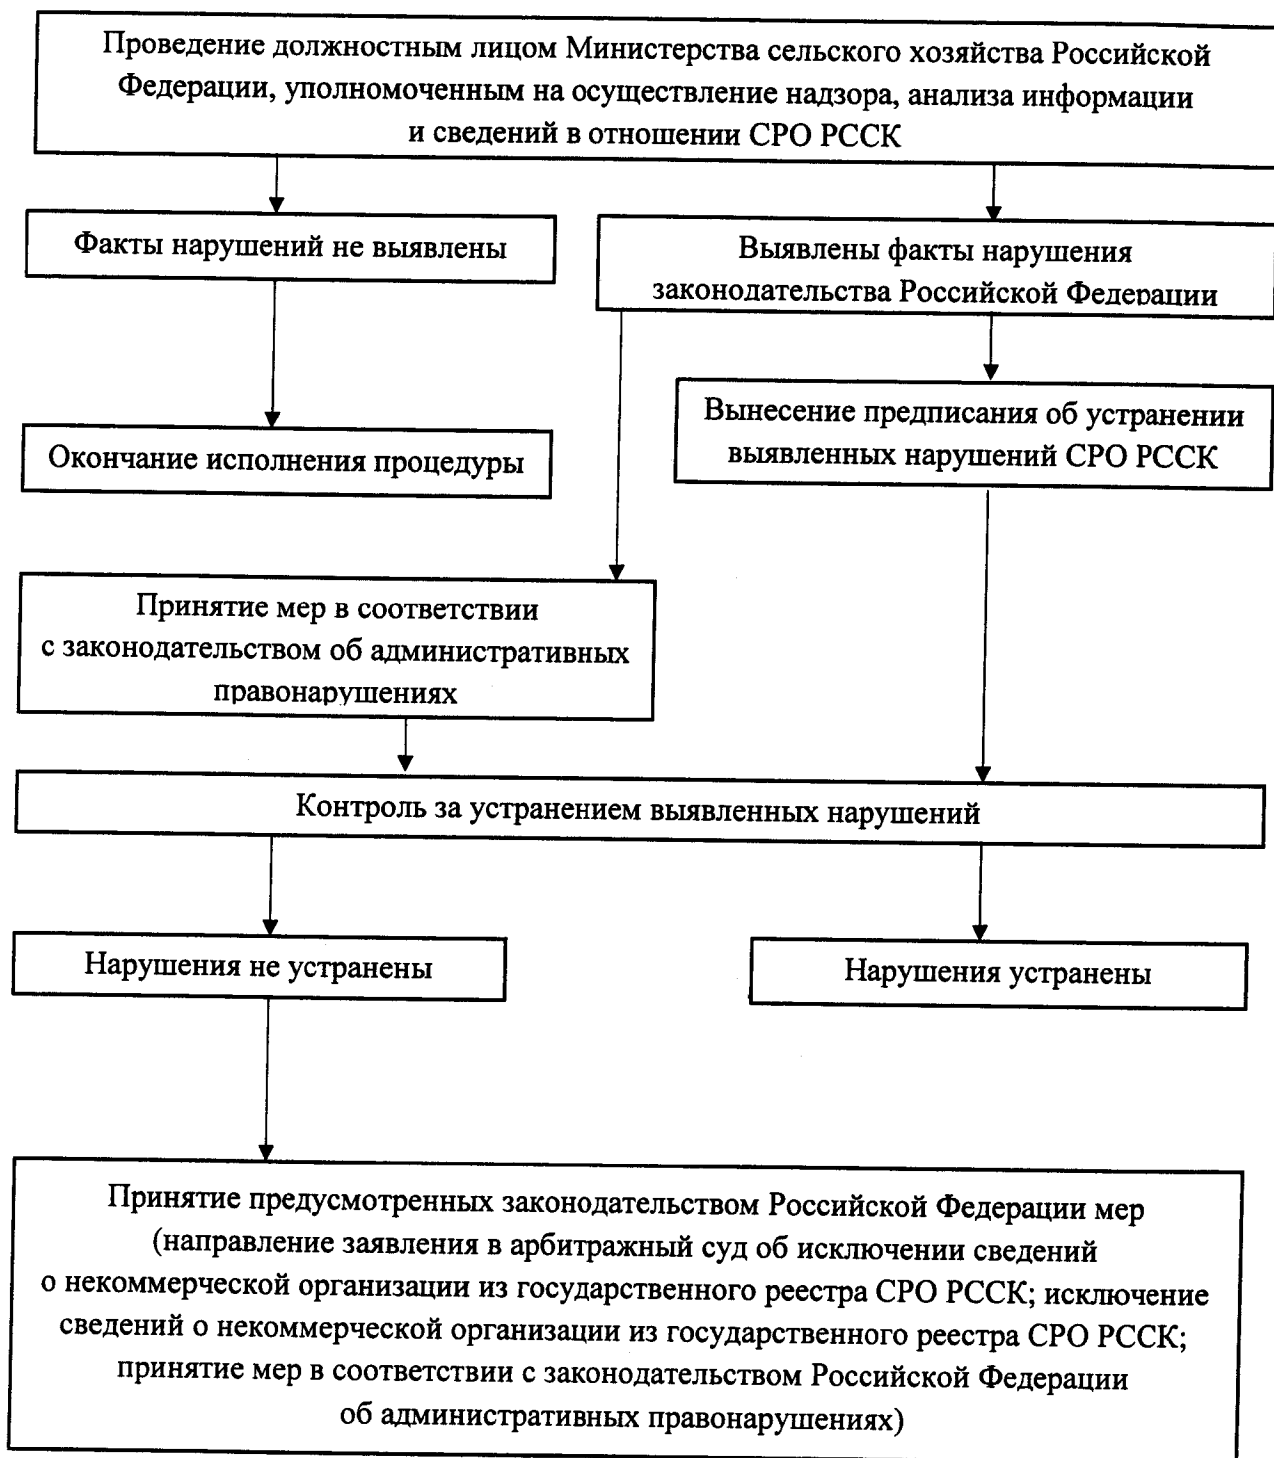 Проведение должностным лицом Министерства сельского хозяйства Российской
Федерации, уполномоченным на осуществление надзора, анализа информации
и сведений в отношении СРО РССК
Факты нарушений не выявлены
Выявлены факты нарушения
законодательства Российской Федерации
Вынесение предписания об устранении
выявленных нарушений СРО РССК
Окончание исполнения процедуры
Принятие мер в соответствии
с законодательством об административных
правонарушениях
Контроль за устранением выявленных нарушений
Нарушения не устранены
Нарушения устранены
Принятие предусмотренных законодательством Российской Федерации мер
(направление заявления в арбитражный суд об исключении сведений
о некоммерческой организации из государственного реестра СРО РССК; исключение
сведений о некоммерческой организации из государственного реестра СРО РССК;
принятие мер в соответствии с законодательством Российской Федерации
об административных правонарушениях)